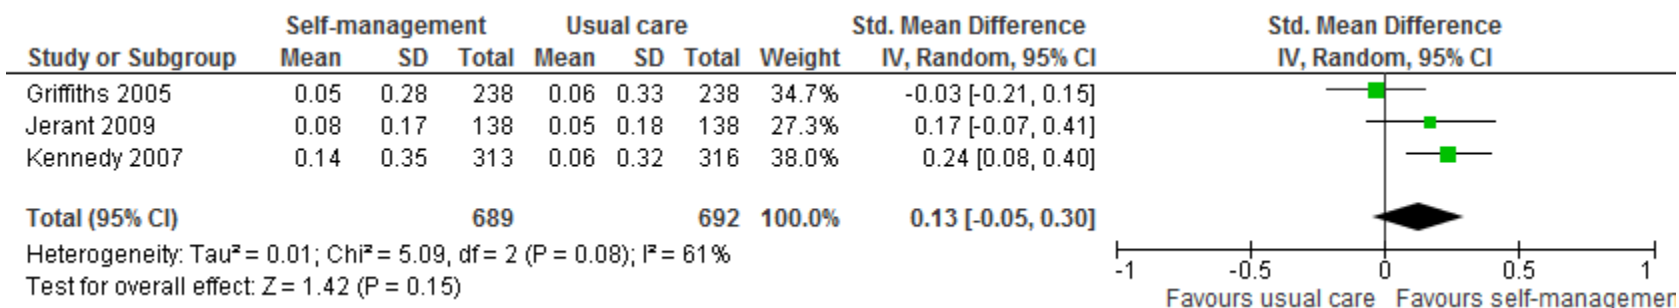 Self-management Usual care Std. Mean Difference Std. Mean Difference
Study or Subgroup Mean SD Total Mean SD Total Weight IV, Random, 95% CI IV, Random, 95% CI
Griffiths 2005 0.05 0.28 238 0.06 0.33 238 34.7% -0.03 [-0.21, 0.15]
Jerant 2009 0.08 0.17 138 0.05 0.18 138 27.3% 0.17 [-0.07, 0.41]
Kennedy 2007 0.14 0.35 313 0.06 0.32 316 38.0% 0.24 [0.08, 0.40]
Total (95% CI) 689 692 100.0% 0.13 [-0.05, 0.30]
Heterogeneity: Tau² = 0.01; Chi² = 5.09, df = 2 (P = 0.08); I² = 61%
Test for overall effect: Z = 1.42 (P = 0.15)
-1 -0.5 0 0.5 1
Favours usual care Favours self-managemen